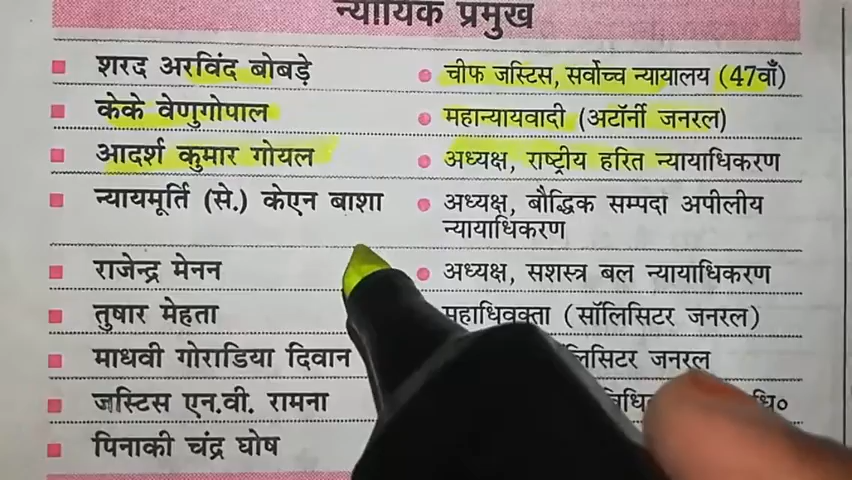 न्यायिक प्रमुख
शरद अरविंद बोबड़े चीफ जस्टिस, सर्वोच्च न्यायालय (47वाँ)
केके वेणुगोपाल महान्यायवादी (अटॉर्नी जनरल)
आदर्श कुमार गोयल अध्यक्ष, राष्ट्रीय हरित न्यायाधिकरण
न्यायमूर्ति (से.) केएन बाशा अध्यक्ष, बौद्धिक सम्पदा अपीलीय
न्यायाधिकरण
राजेन्द्र मेनन अध्यक्ष, सशस्त्र बल न्यायाधिकरण
तुषार मेहता महाधिवक्ता (सॉलिसिटर जनरल)
माधवी गोराडिया दिवान जनरल
जस्टिस एन.वी. रामना
पिनाकी चंद्र घोष